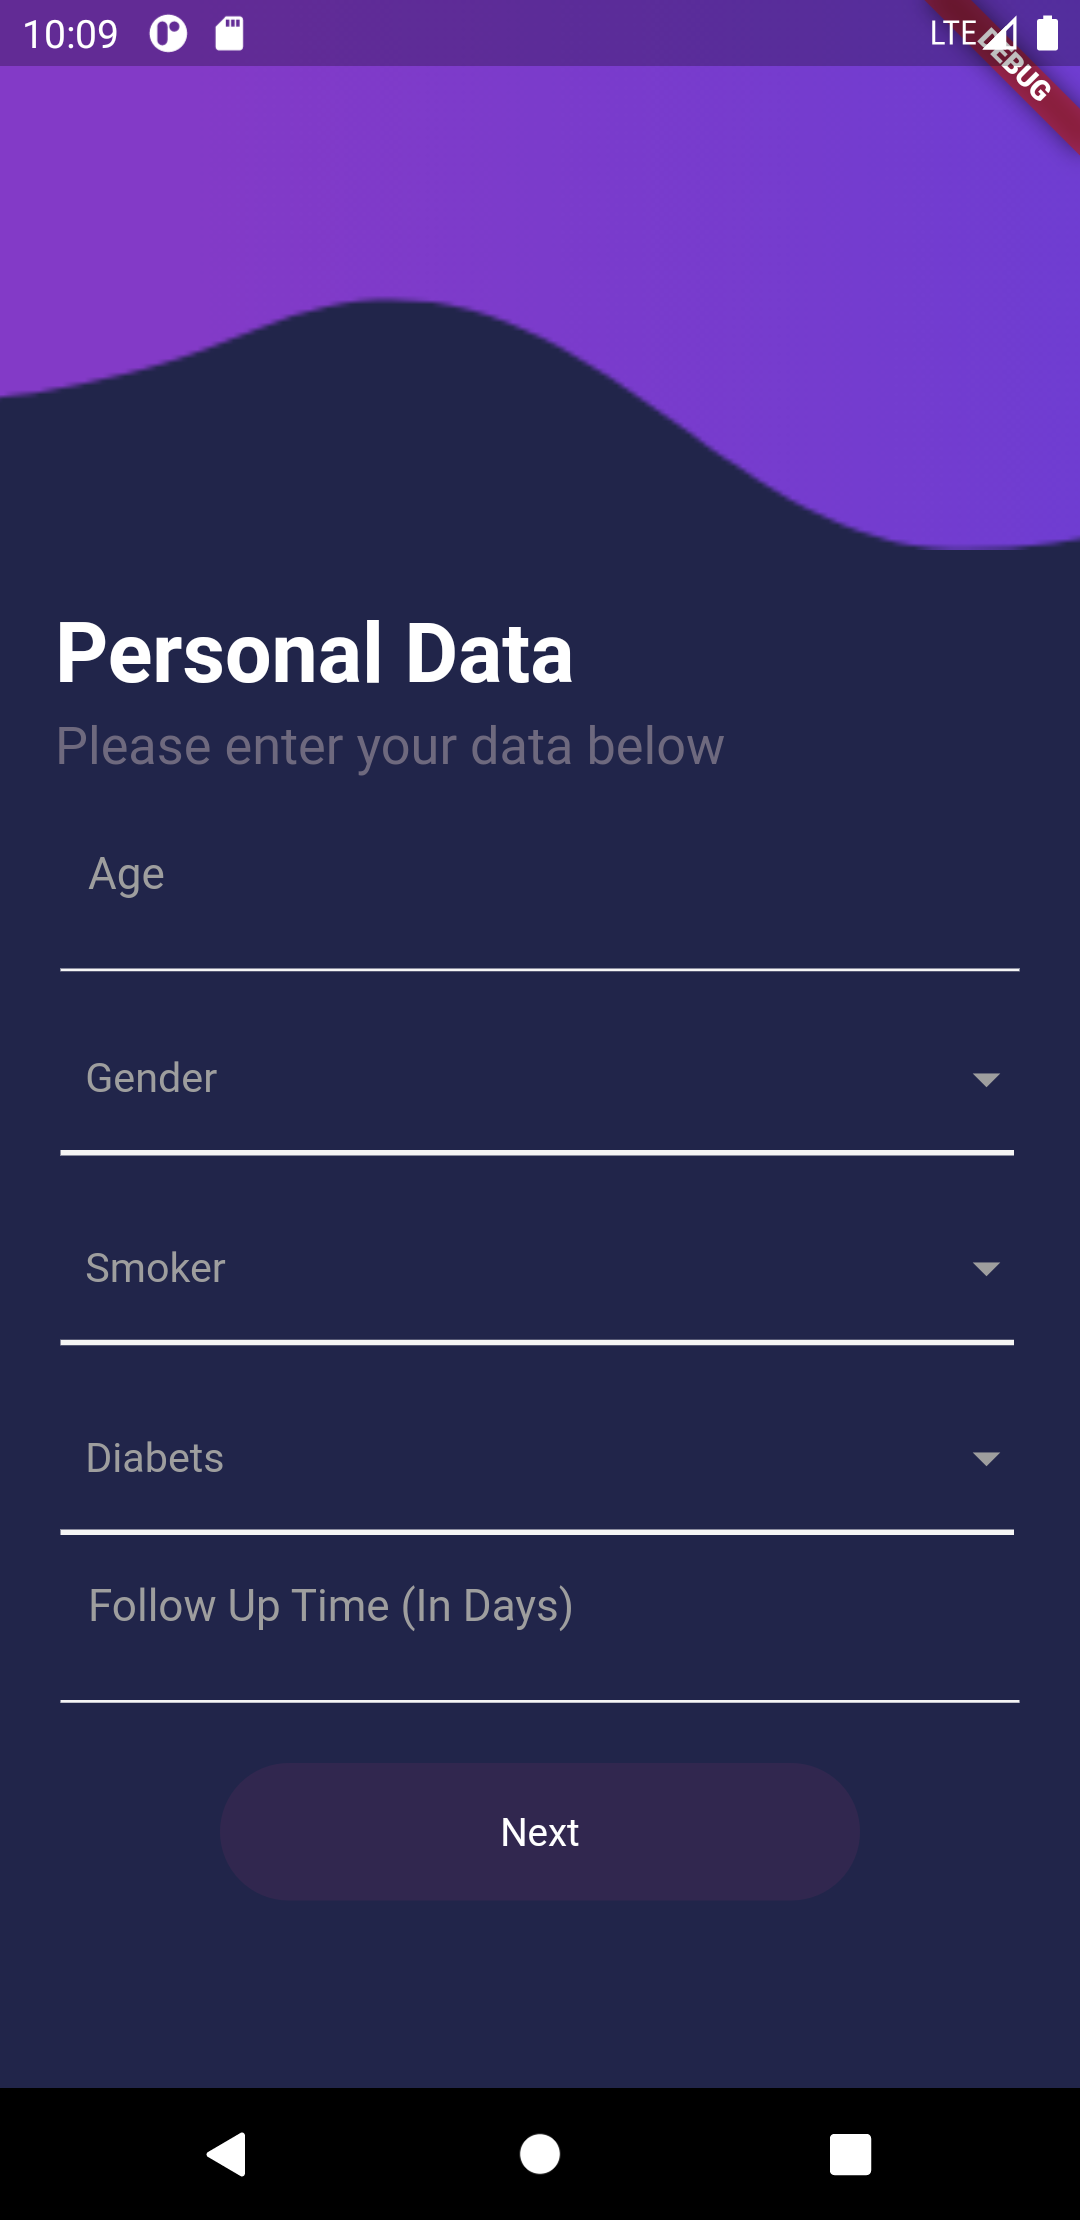 10:09
LTE
DEBUG
Personal Data
Please enter your data below
Age
Gender
Smoker
Diabets
Follow Up Time (In Days)
Next